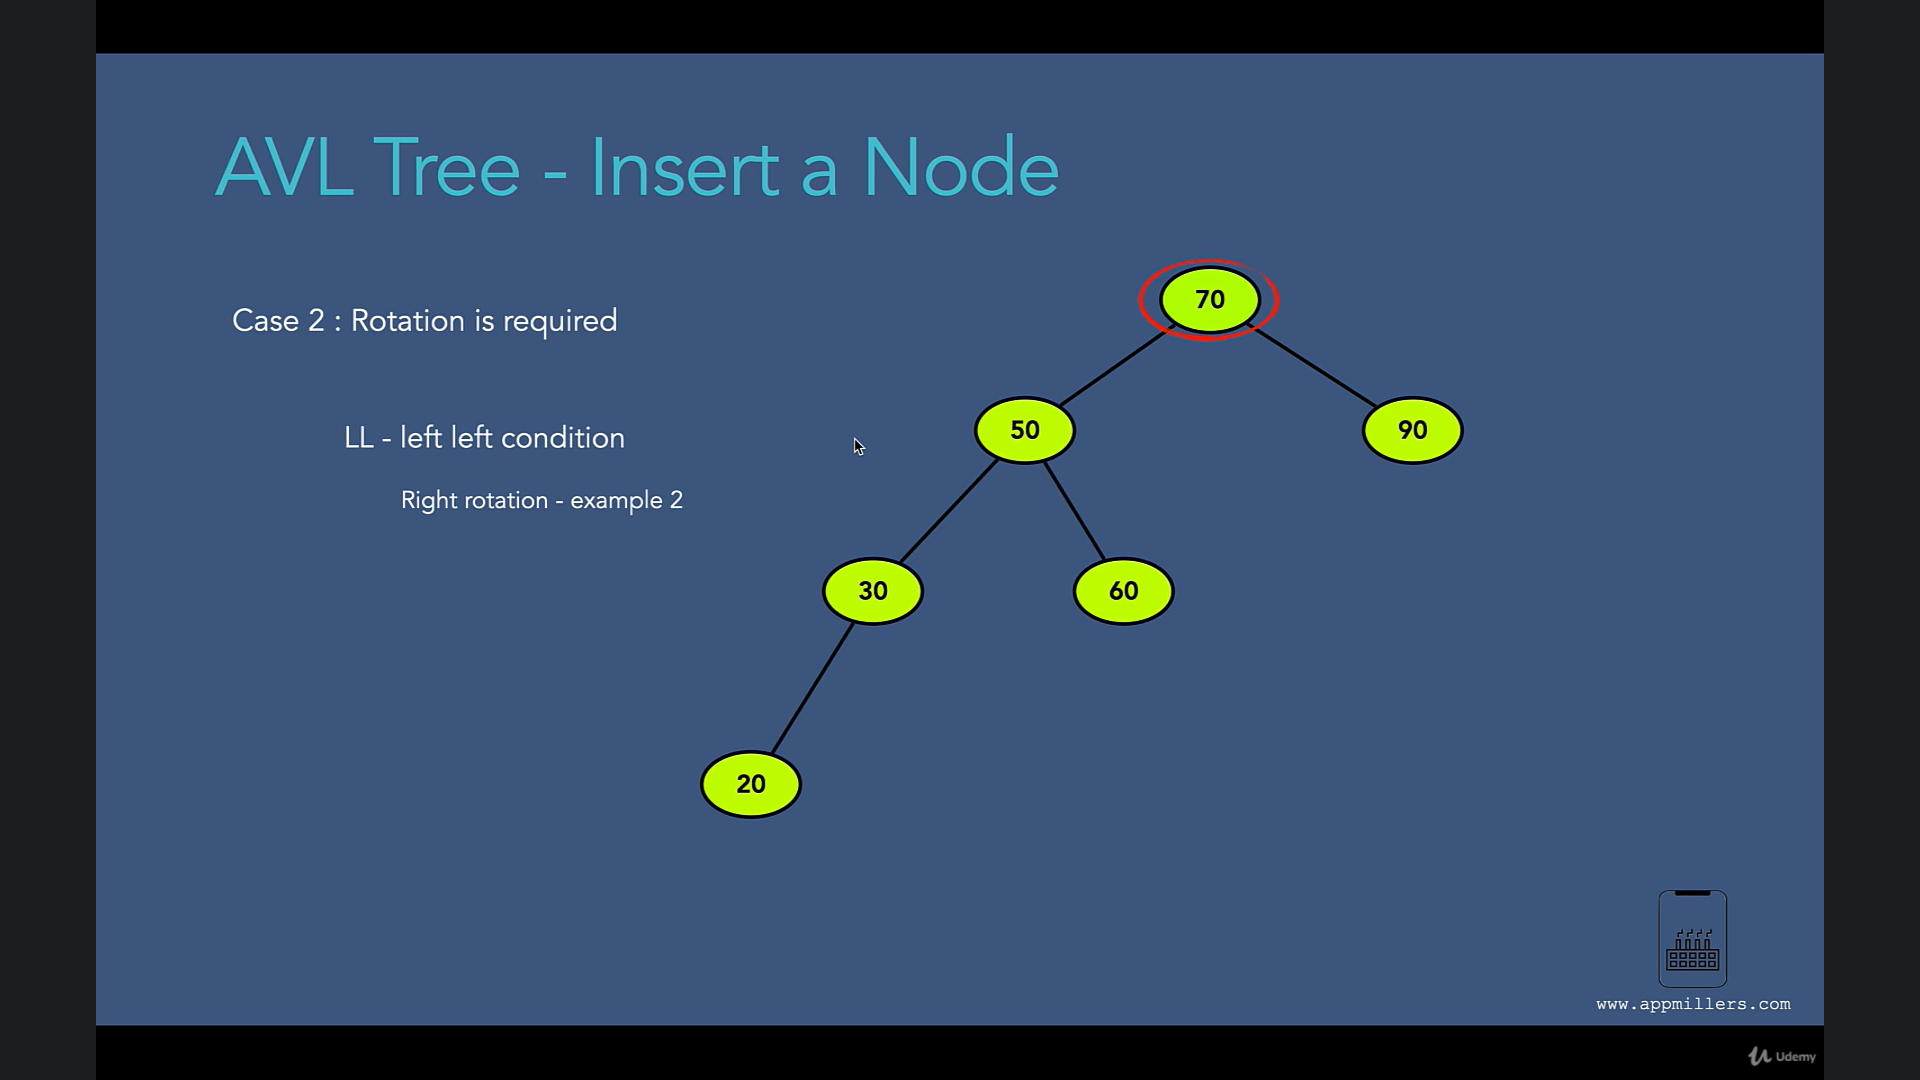 AVL Tree - Insert a Node
Case 2 : Rotation is required
LL - left left condition
Right rotation - example 2
70
50
90
30
60
20
www.appmillers.com
Udemy